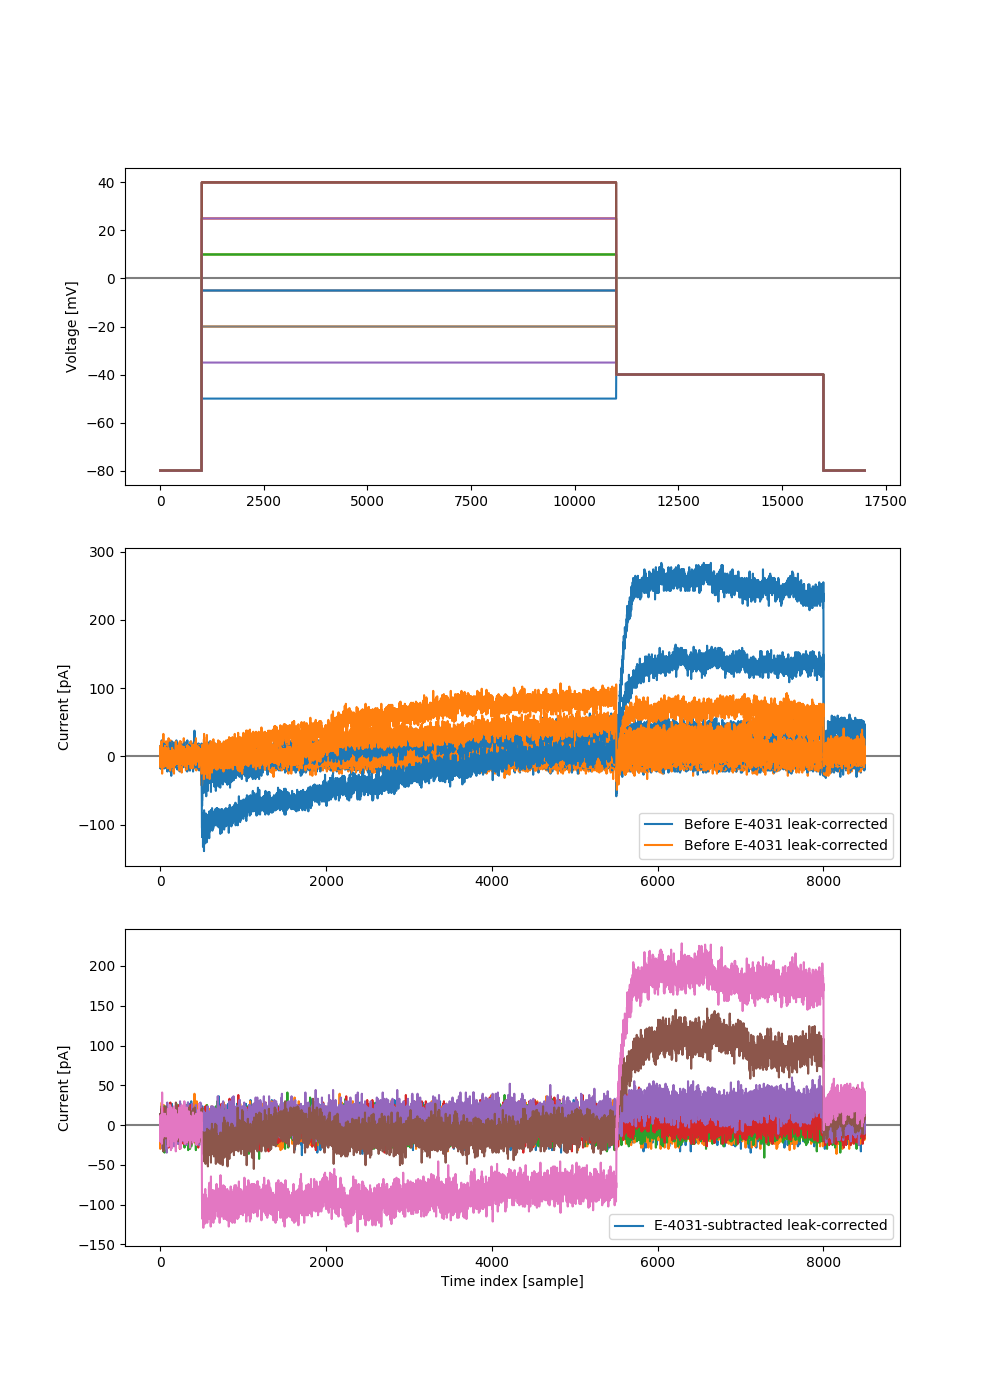 40
20
0
−20
−40
−60
−80
Voltage [mV]
0 2500 5000 7500 10000 12500 15000 17500
300
200
100
0
−100
Current [pA]
Before E-4031 leak-corrected
Before E-4031 leak-corrected
0 2000 4000 6000 8000
200
150
100
50
0
−50
−100
−150
Current [pA]
E-4031-subtracted leak-corrected
0 2000 4000 6000 8000
Time index [sample]